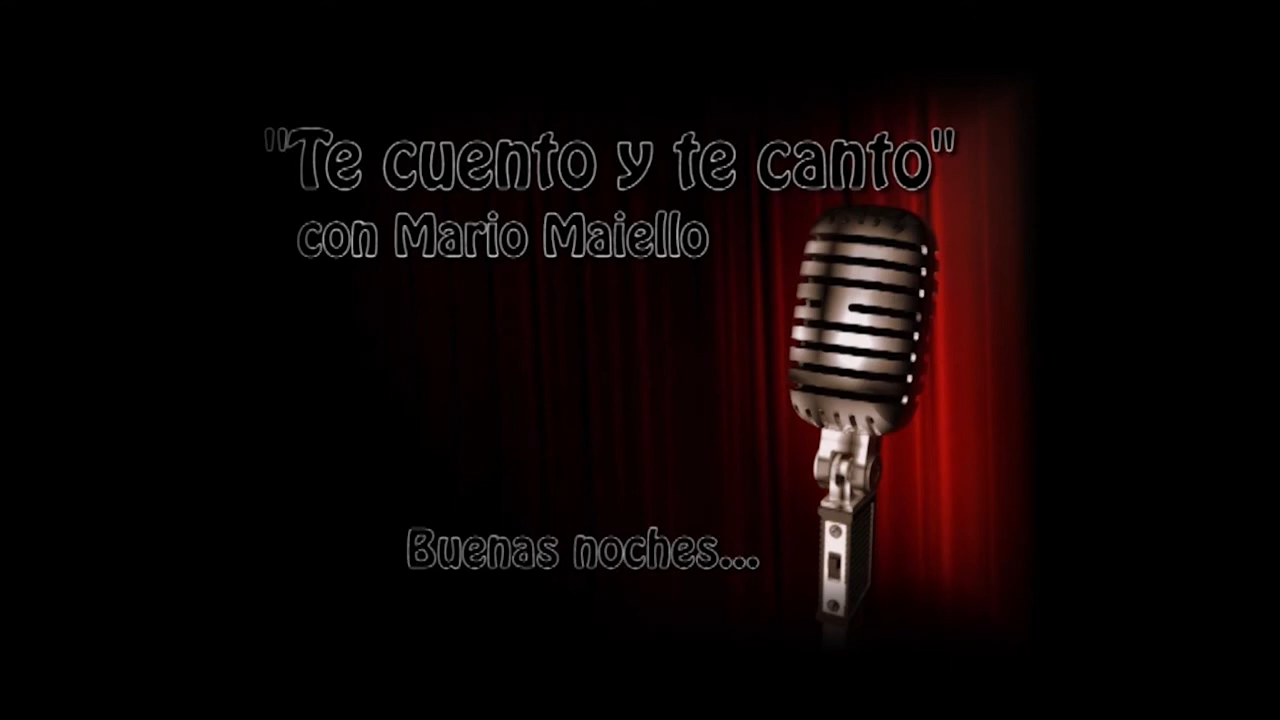 "Te cuento y te canto"
con Mario Maiello
Buenas noches...